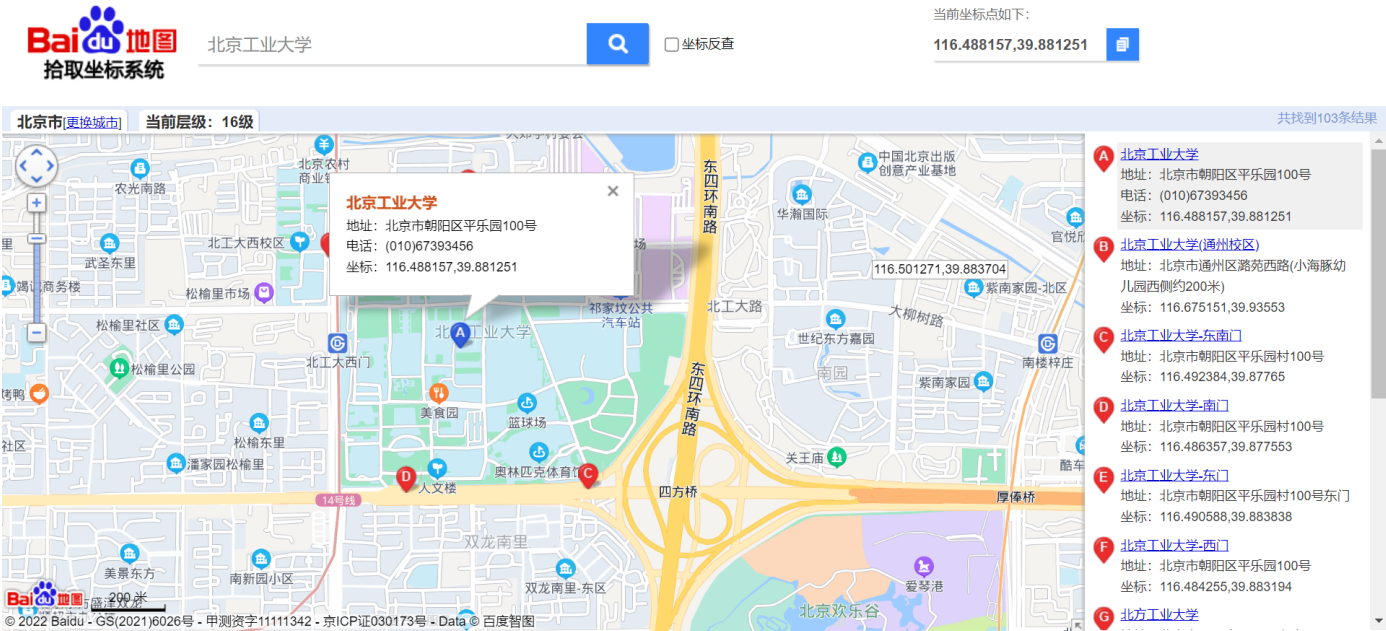 当前坐标点如下:
Baidu地图
拾取坐标系统
北京工业大学
坐标反查
116.488157,39.881251
北京市[更换城市]
当前层级：16级
共找到103条结果
北京农村
商业银
农光南路
东四环南路
中国北京出版
创意产业基地
华瀚国际
官悦欣
北京工业大学
地址：北京市朝阳区平乐园100号
电话：(010)67393456
坐标：116.488157,39.881251
北工大西校区
武圣东里
松榆里市场
116.501271,39.883704
紫南家园-北区
大柳树路
北工大路
祁家坟公共
汽车站
松榆里社区
A
北京工业大学
世纪东方嘉园
北工大西门
南楼梓庄
松榆里公园
南园
紫南家园
烤鸭
东四环南路
美食园
篮球场
松榆东里
社区
潘家园松榆里
奥林匹克体育馆
关王庙
酷车
D
人文楼
C
四方桥
厚俸桥
14号线
双龙南里
美景东方
南新园小区
双龙南里-东区
爱琴港
北京欢乐谷
Baidu地图
200 米
© 2022 Baidu - GS(2021)6026号 - 甲测资字11111342 - 京ICP证030173号 - Data © 百度智图
A
北京工业大学
地址：北京市朝阳区平乐园100号
电话：(010)67393456
坐标：116.488157,39.881251
B
北京工业大学(通州校区)
地址：北京市通州区潞苑西路(小海豚幼
儿园西侧约200米)
坐标：116.675151,39.93553
C
北京工业大学-东南门
地址：北京市朝阳区平乐园村100号
坐标：116.492384,39.87765
D
北京工业大学-南门
地址：北京市朝阳区平乐园村100号
坐标：116.486357,39.877553
E
北京工业大学-东门
地址：北京市朝阳区平乐园村100号东门
坐标：116.490588,39.883838
F
北京工业大学-西门
地址：北京市朝阳区平乐园100号
坐标：116.484255,39.883194
G
北方工业大学